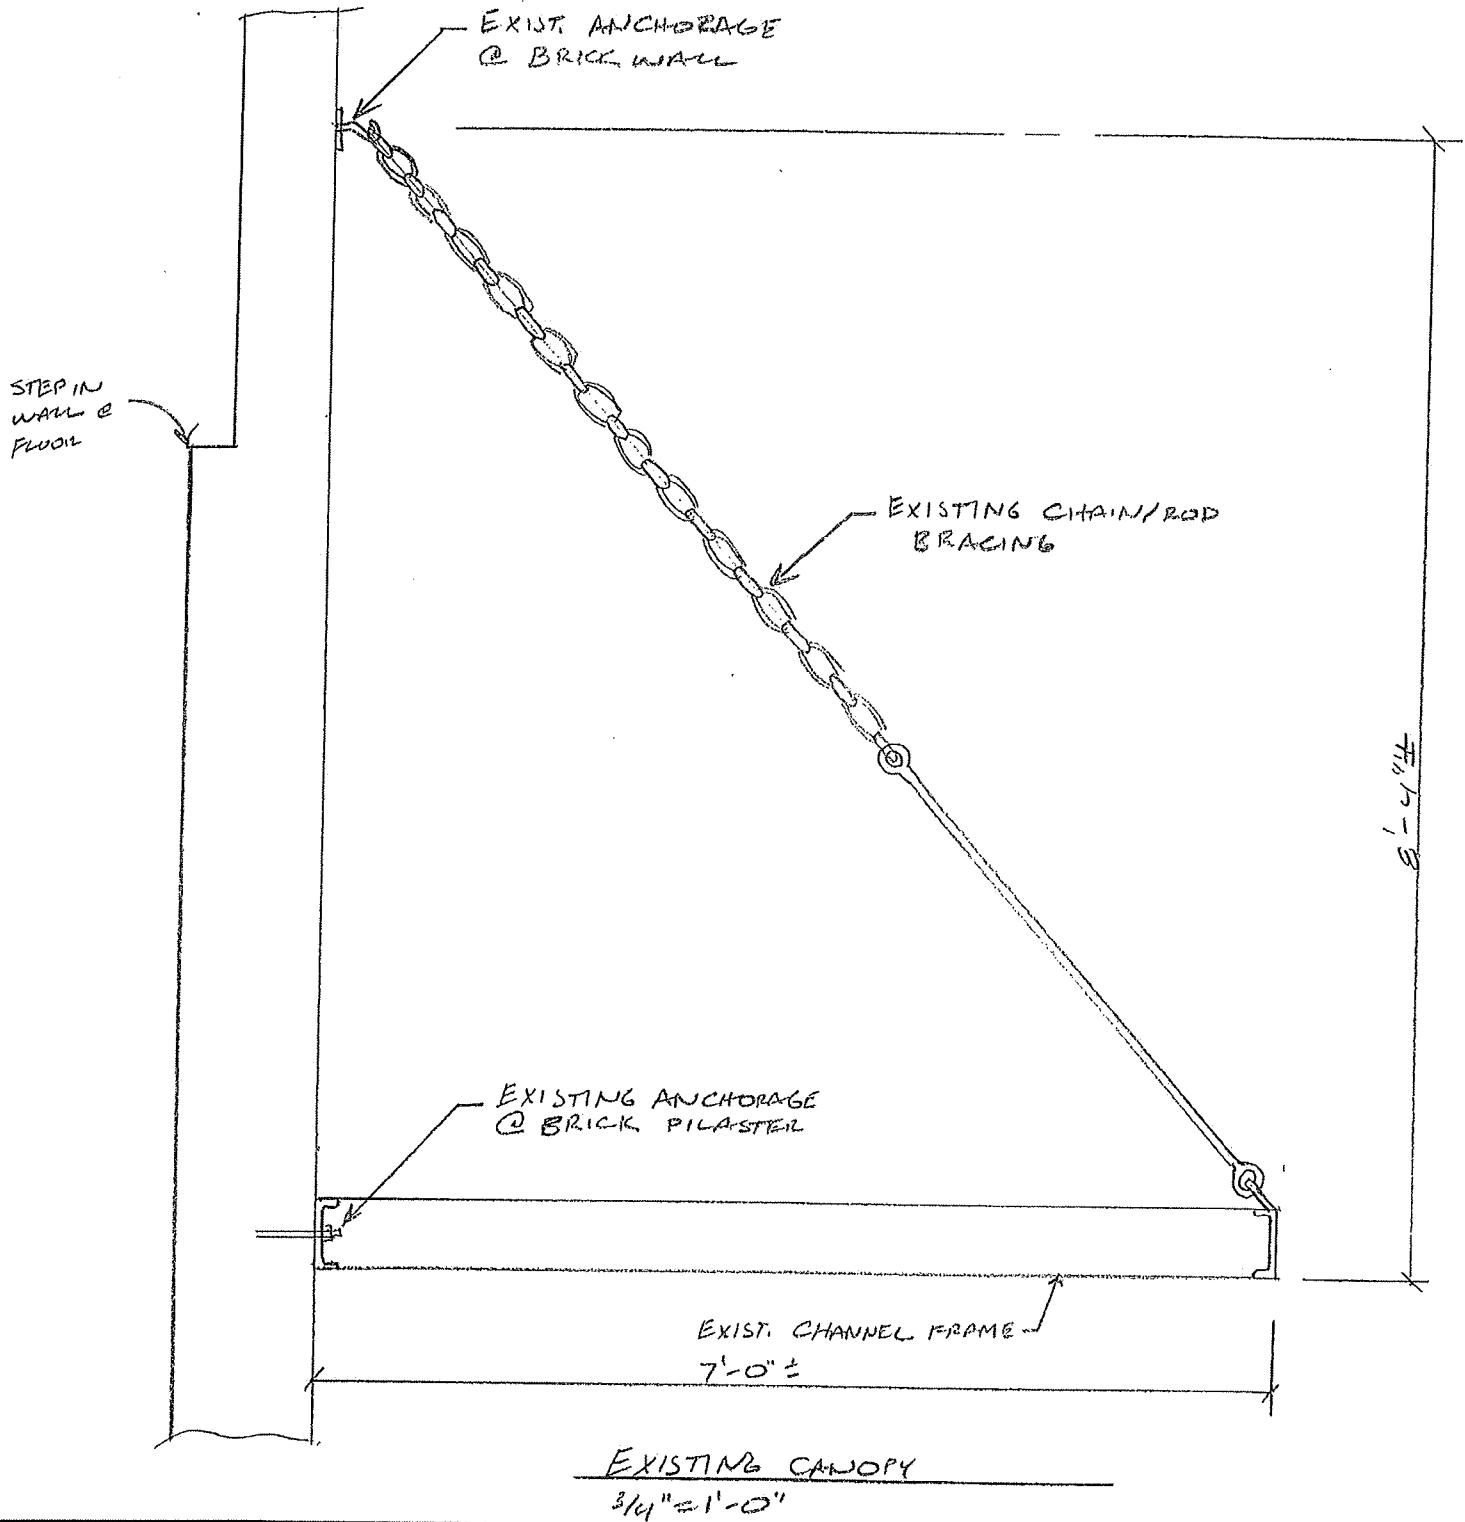 EXIST. ANCHORAGE
@ BRICK WALL
STEP IN
WALL @
FLOOR
EXISTING CHAIN/ROD
BRACING
8'-4"±
EXISTING ANCHORAGE
@ BRICK PILASTER
EXIST. CHANNEL FRAME
7'-0" ±
EXISTING CANOPY
3/4"=1'-0"